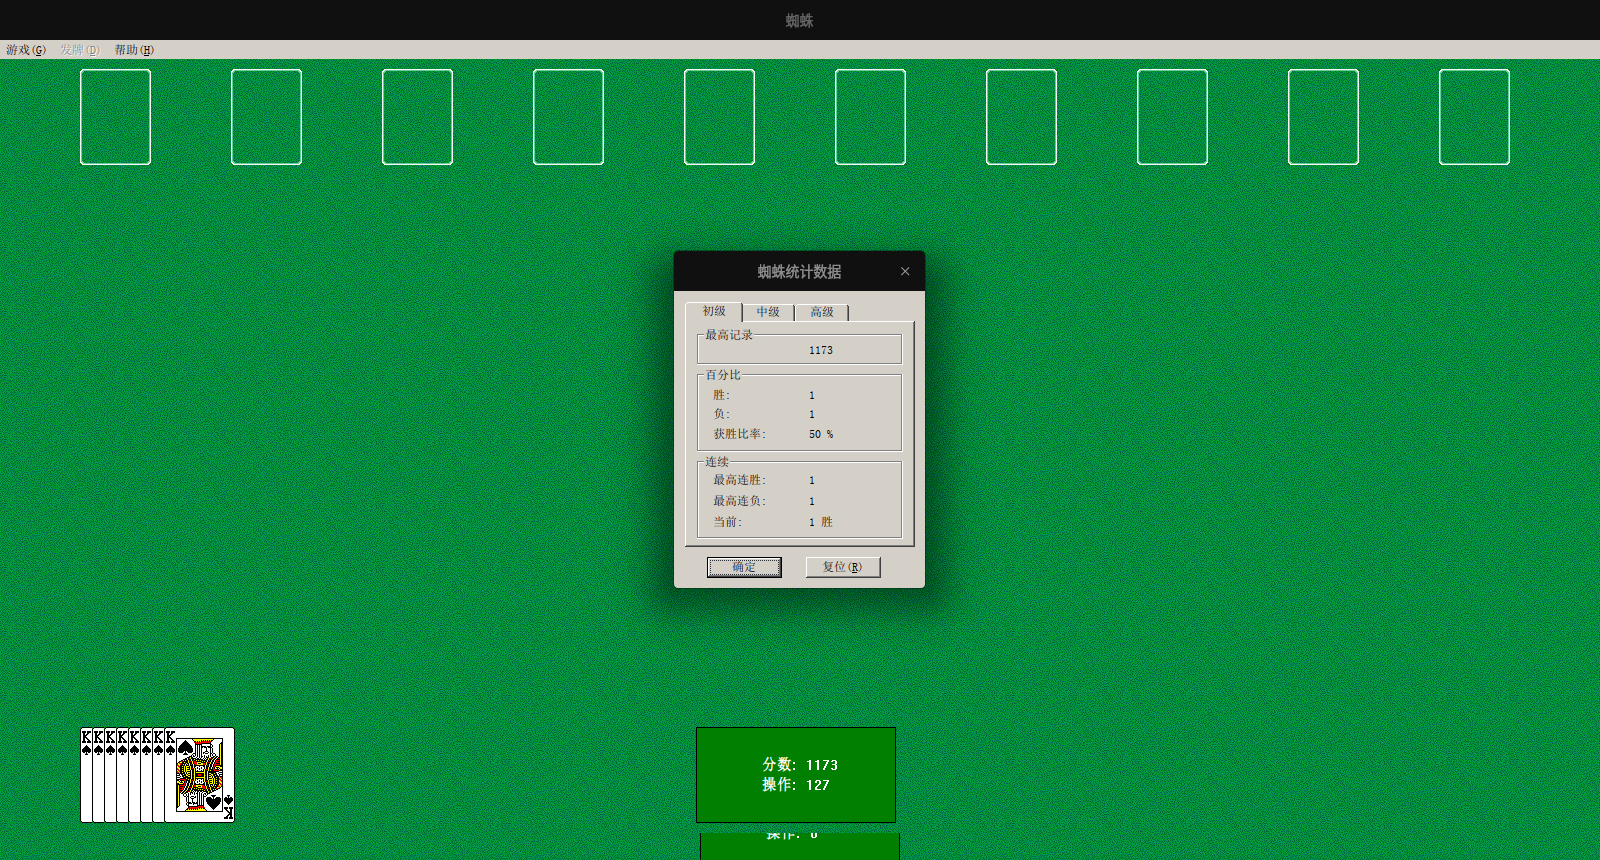 蜘蛛
游戏(G) 发牌(D) 帮助(H)
蜘蛛统计数据 ×
初级 中级 高级
最高记录
1173
百分比
胜: 1
负: 1
获胜比率: 50 %
连续
最高连胜: 1
最高连负: 1
当前: 1 胜
确定 复位(R)
K K K K K K K K
K
分数: 1173
操作: 127
操作: 0